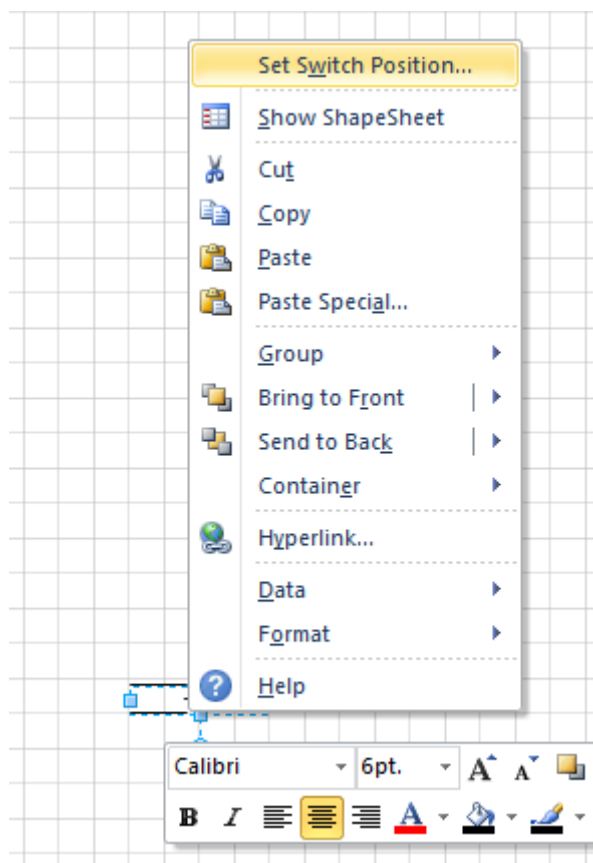 Set Switch Position...
Show ShapeSheet
Cut
Copy
Paste
Paste Special...
Group
Bring to Front
Send to Back
Container
Hyperlink...
Data
Format
Help
Calibri 6pt. A A
B I A